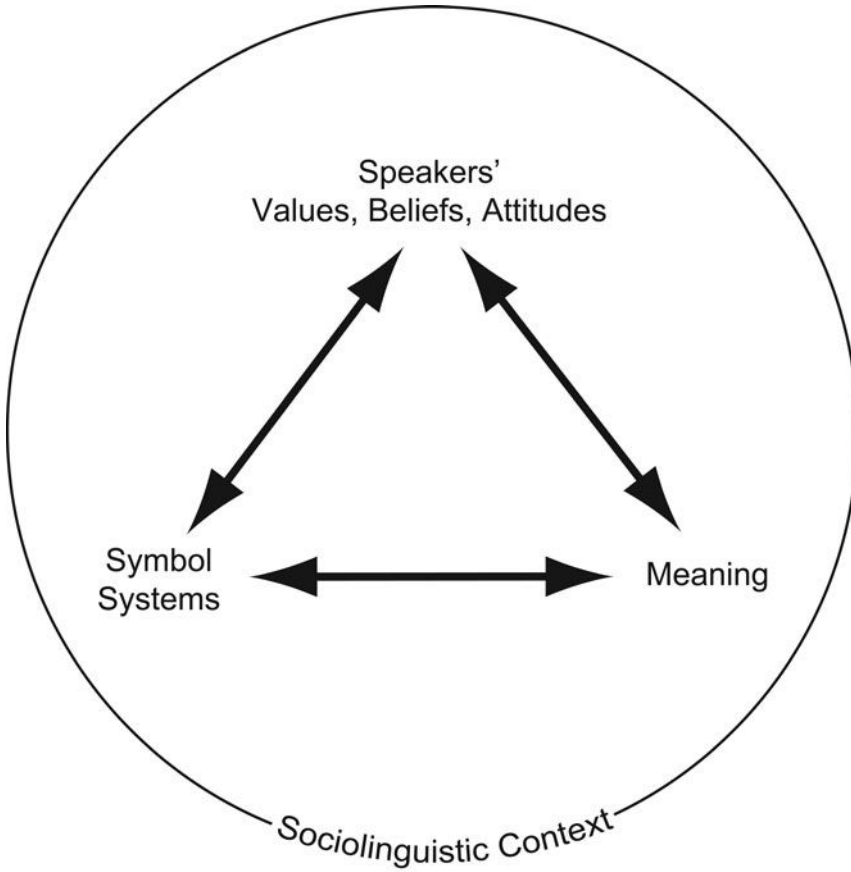 Speakers’
Values, Beliefs, Attitudes
Symbol
Systems
Meaning
Sociolinguistic Context